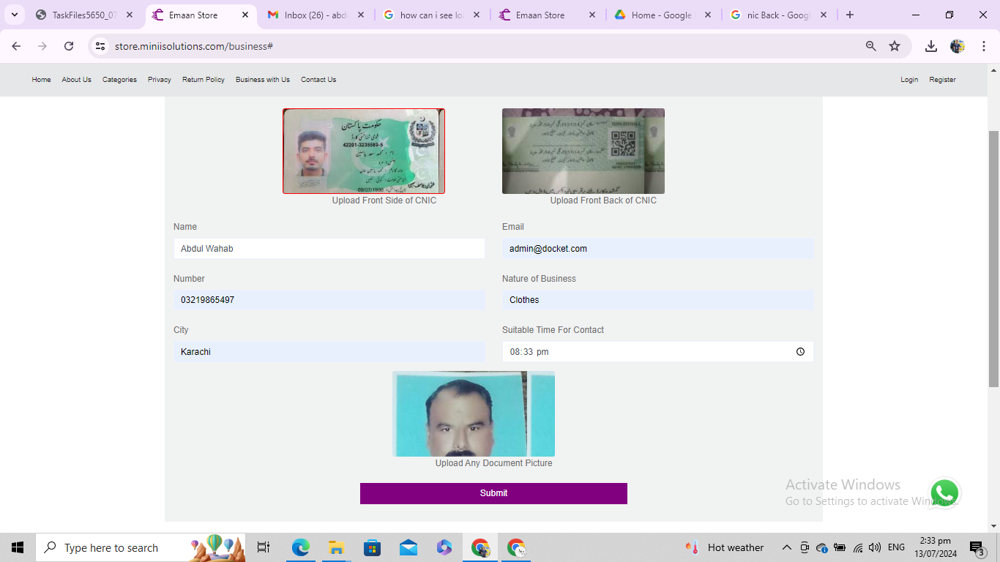 TaskFiles5650_07
Emaan Store
Inbox (26) - abd
how can i see lo
Emaan Store
Home - Google
nic Back - Goog
store.miniisolutions.com/business#
Home About Us Categories Privacy Return Policy Business with Us Contact Us Login Register
حکومت پاکستان
قومی شناختی کارڈ
42201-3235589-5
09/07/1998
Upload Front Side of CNIC
Upload Front Back of CNIC
Name
Abdul Wahab
Email
admin@docket.com
Number
03219865497
Nature of Business
Clothes
City
Karachi
Suitable Time For Contact
08:33 pm
Upload Any Document Picture
Submit
Activate Windows
Go to Settings to activate Windows.
Type here to search
Hot weather
ENG
2:33 pm
13/07/2024
3